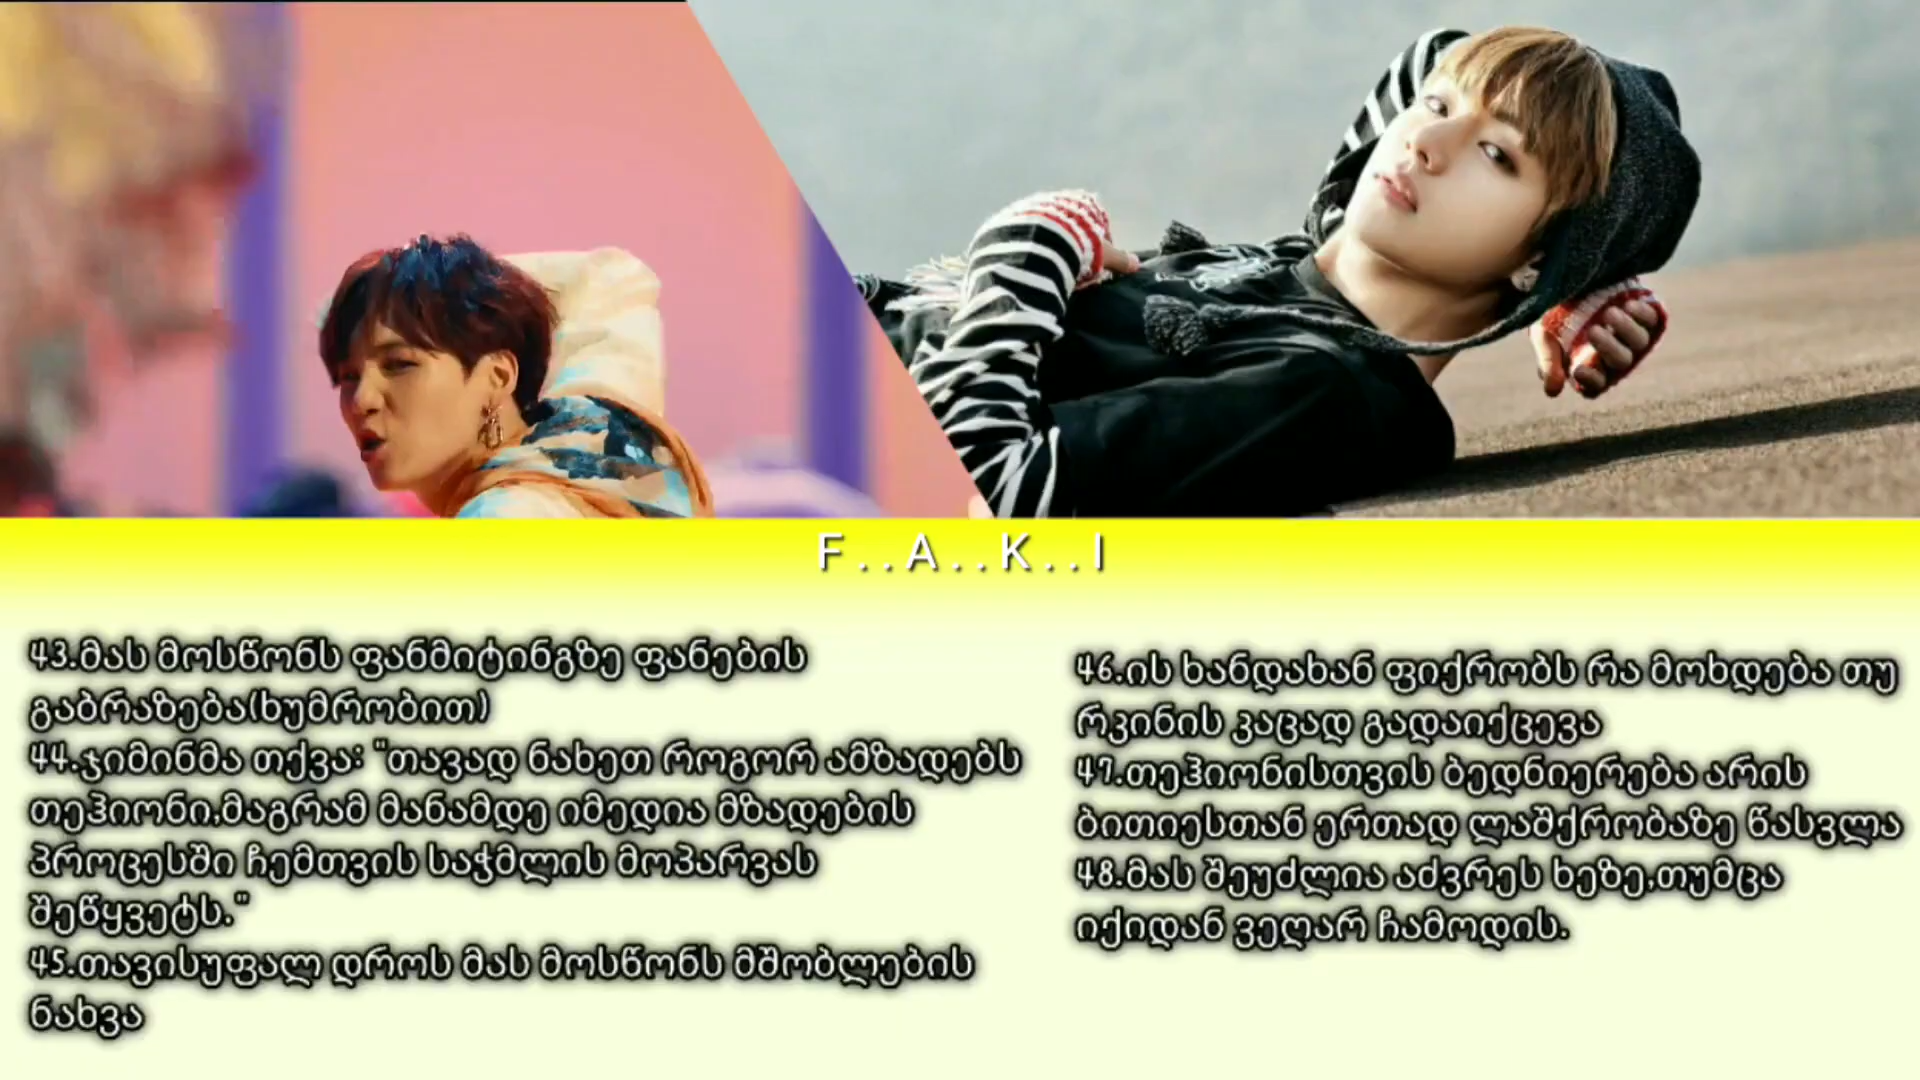 F..A..K..I
43.მას მოსწონს ფანმიტინგზე ფანების
გაბრაზება(ხუმრობით)
44.ჯიმინმა თქვა: "თავად ნახეთ როგორ ამზადებს
თეჰიონი,მაგრამ მანამდე იმედია მზადების
პროცესში ჩემთვის საჭმლის მოპარვას
შეწყვეტს."
45.თავისუფალ დროს მას მოსწონს მშობლების
ნახვა
46.ის ხანდახან ფიქრობს რა მოხდება თუ
რკინის კაცად გადაიქცევა
47.თეჰიონისთვის ბედნიერება არის
ბითიესთან ერთად ლაშქრობაზე წასვლა
48.მას შეუძლია აძვრეს ხეზე,თუმცა
იქიდან ვეღარ ჩამოდის.